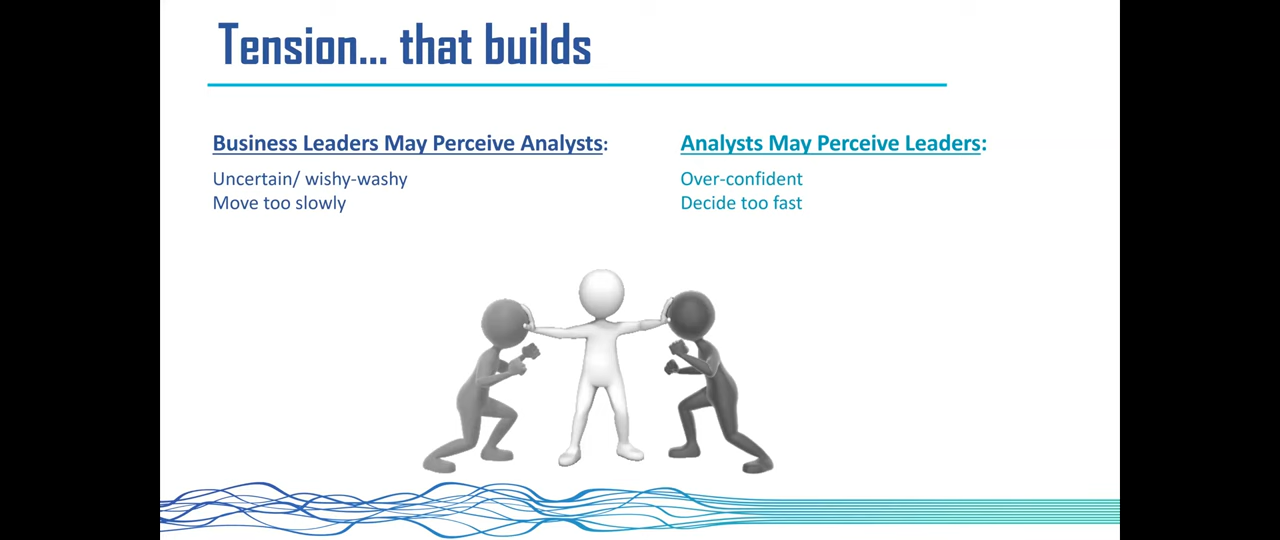 Tension... that builds
Business Leaders May Perceive Analysts:
Uncertain/ wishy-washy
Move too slowly
Analysts May Perceive Leaders:
Over-confident
Decide too fast